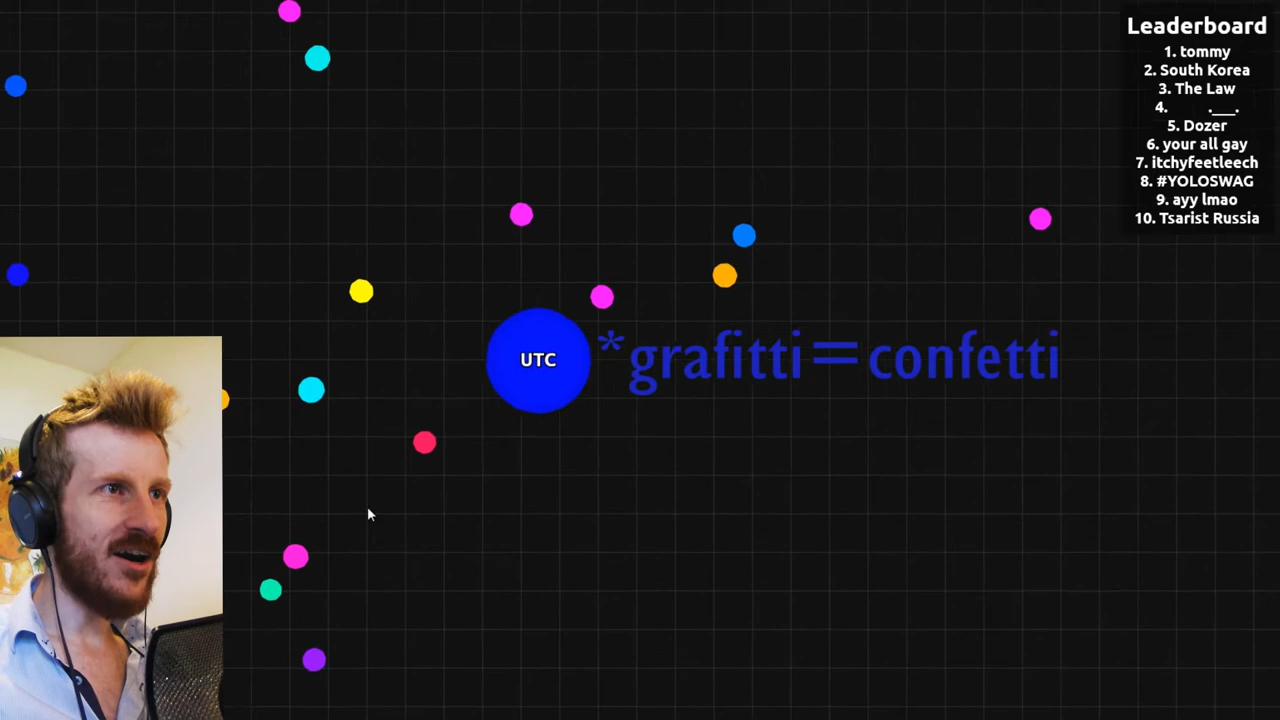 Leaderboard
1. tommy
2. South Korea
3. The Law
4. .___.
5. Dozer
6. your all gay
7. itchyfeetleech
8. #YOLOSWAG
9. ayy lmao
10. Tsarist Russia
UTC *grafitti=confetti